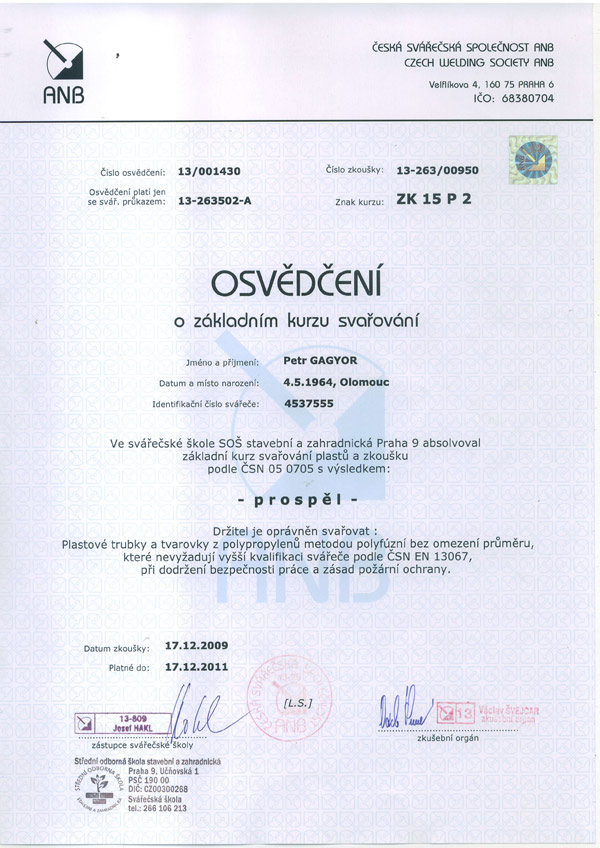 ANB
ČESKÁ SVÁŘEČSKÁ SPOLEČNOST ANB
CZECH WELDING SOCIETY ANB
Velflíkova 4, 160 75 PRAHA 6
IČO: 68380704
Číslo osvědčení: 13/001430
Číslo zkoušky: 13-263/00950
Osvědčení platí jen
se svář. průkazem: 13-263502-A
Znak kurzu: ZK 15 P 2
OSVĚDČENÍ
o základním kurzu svařování
Jméno a příjmení: Petr GAGYOR
Datum a místo narození: 4.5.1964, Olomouc
Identifikační číslo svářeče: 4537555
Ve svářečské škole SOŠ stavební a zahradnická Praha 9 absolvoval
základní kurz svařování plastů a zkoušku
podle ČSN 05 0705 s výsledkem:
- prospěl -
Držitel je oprávněn svařovat :
Plastové trubky a tvarovky z polypropylenů metodou polyfúzní bez omezení průměru,
které nevyžadují vyšší kvalifikaci svářeče podle ČSN EN 13067,
při dodržení bezpečnosti práce a zásad požární ochrany.
ANB
Datum zkoušky: 17.12.2009
Platné do: 17.12.2011
[L.S.]
ANB
13-809
Josef HAKL
zástupce svářečské školy
13
Václav ŠVEJCAR
zkušební orgán
zkušební orgán
Střední odborná škola stavební a zahradnická
Praha 9, Učňovská 1
PSČ 190 00
DIČ: CZ00300268
Svářečská škola
tel.: 266 106 213